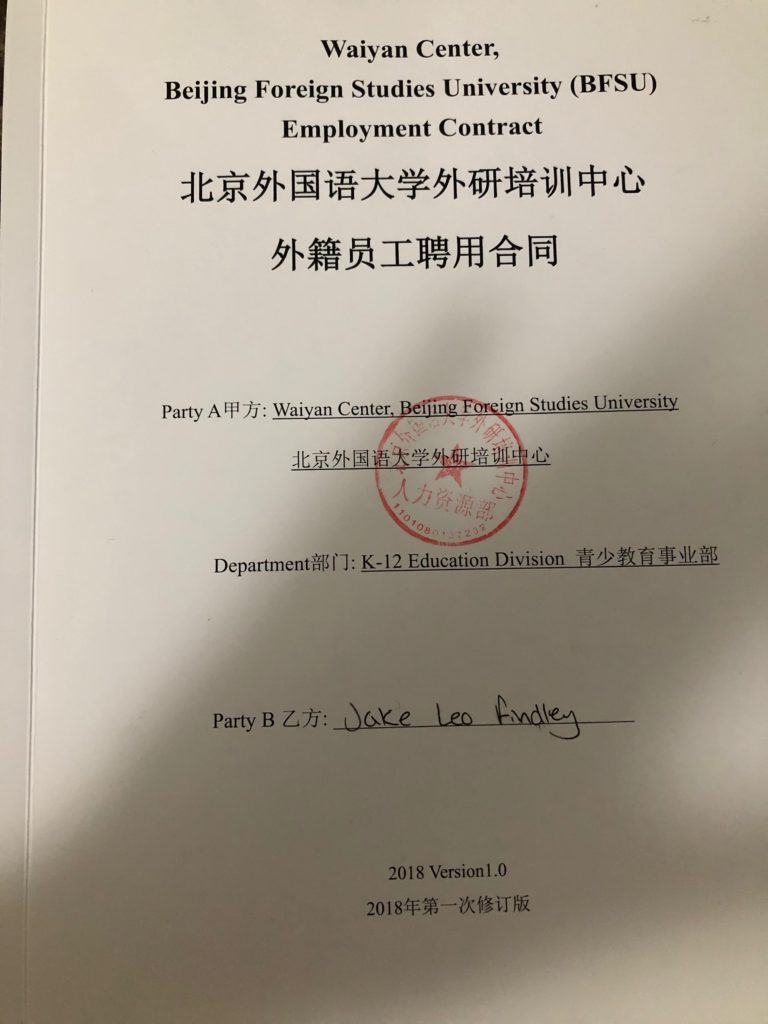 Waiyan Center,
Beijing Foreign Studies University (BFSU)
Employment Contract
北京外国语大学外研培训中心
外籍员工聘用合同
Party A甲方: Waiyan Center, Beijing Foreign Studies University
北京外国语大学外研培训中心
人力资源部
Department部门: K-12 Education Division 青少教育事业部
Party B 乙方: Jake Leo Findley
2018 Version1.0
2018年第一次修订版